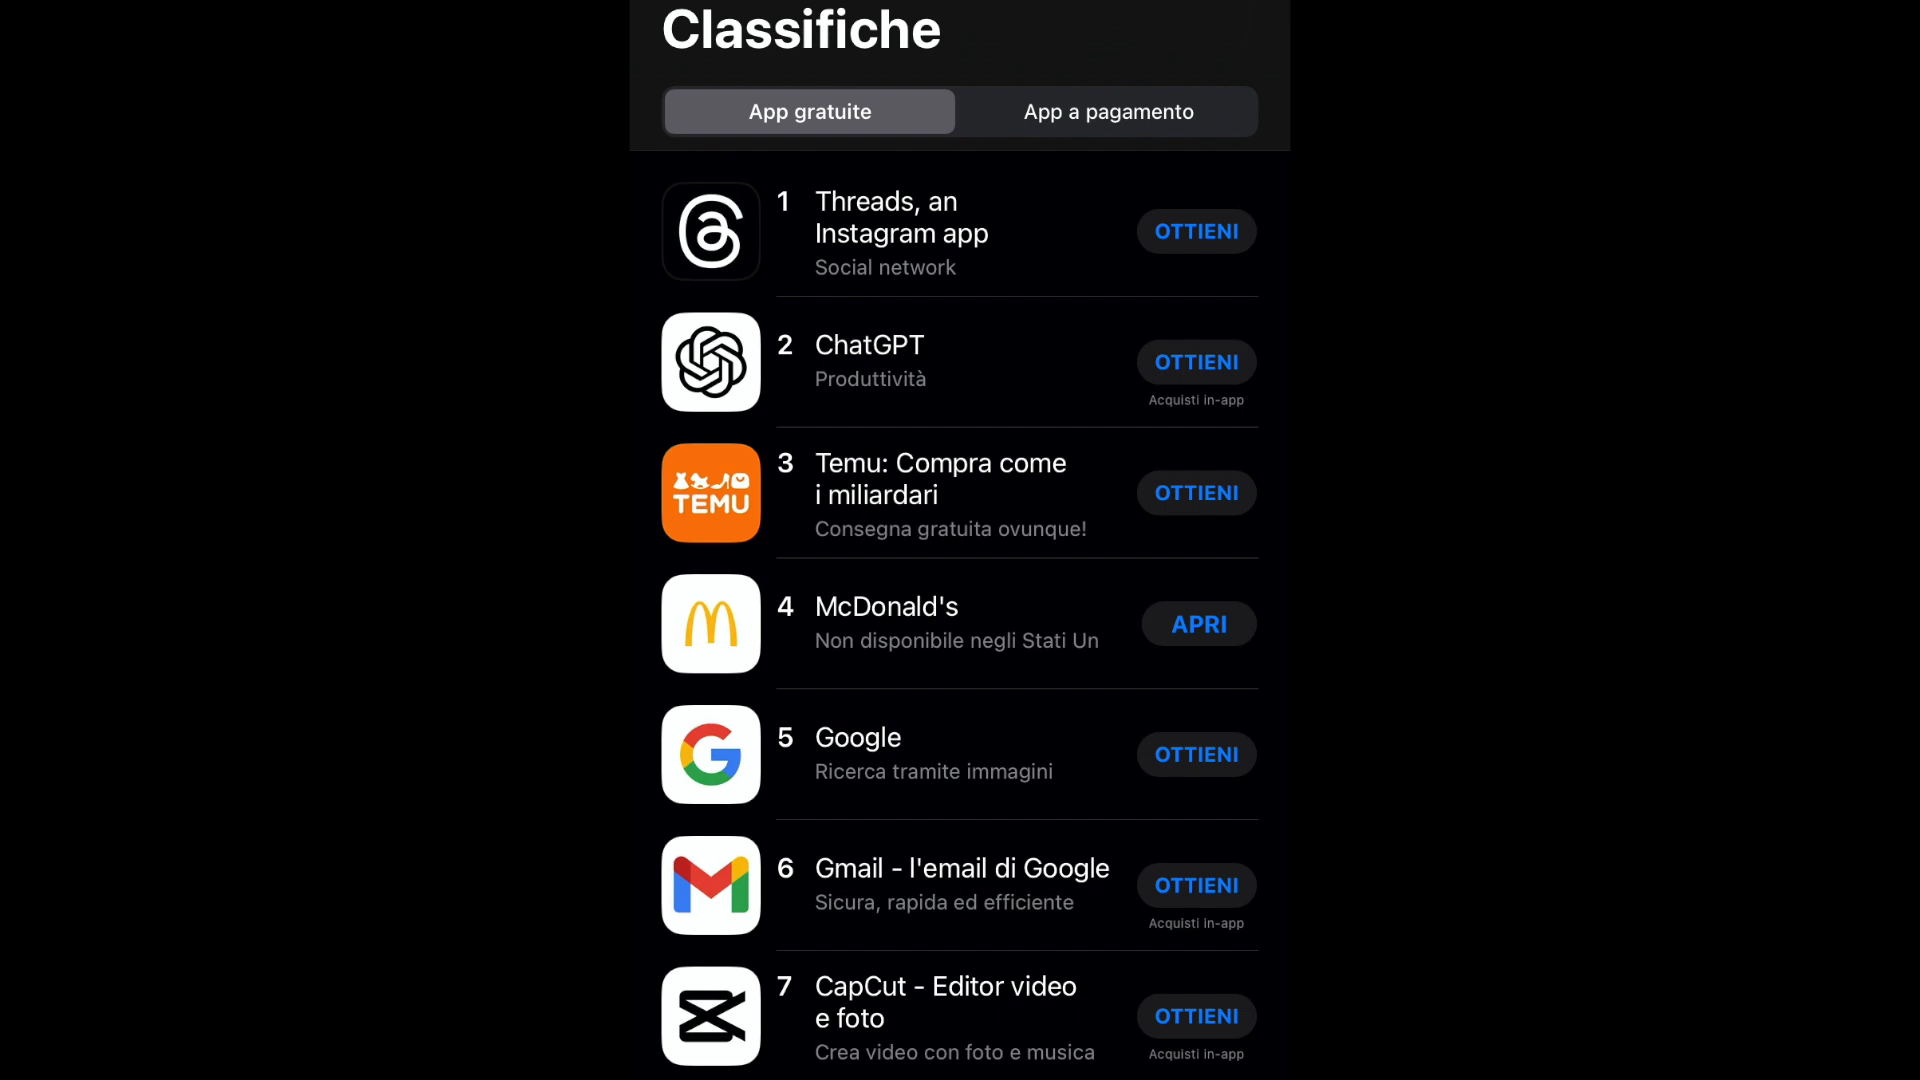 Classifiche
App gratuite
App a pagamento
1
Threads, an
Instagram app
Social network
OTTIENI
2
ChatGPT
Produttività
OTTIENI
Acquisti in-app
TEMU
3
Temu: Compra come
i miliardari
Consegna gratuita ovunque!
OTTIENI
4
McDonald's
Non disponibile negli Stati Un
APRI
5
Google
Ricerca tramite immagini
OTTIENI
6
Gmail - l'email di Google
Sicura, rapida ed efficiente
OTTIENI
Acquisti in-app
7
CapCut - Editor video
e foto
Crea video con foto e musica
OTTIENI
Acquisti in-app